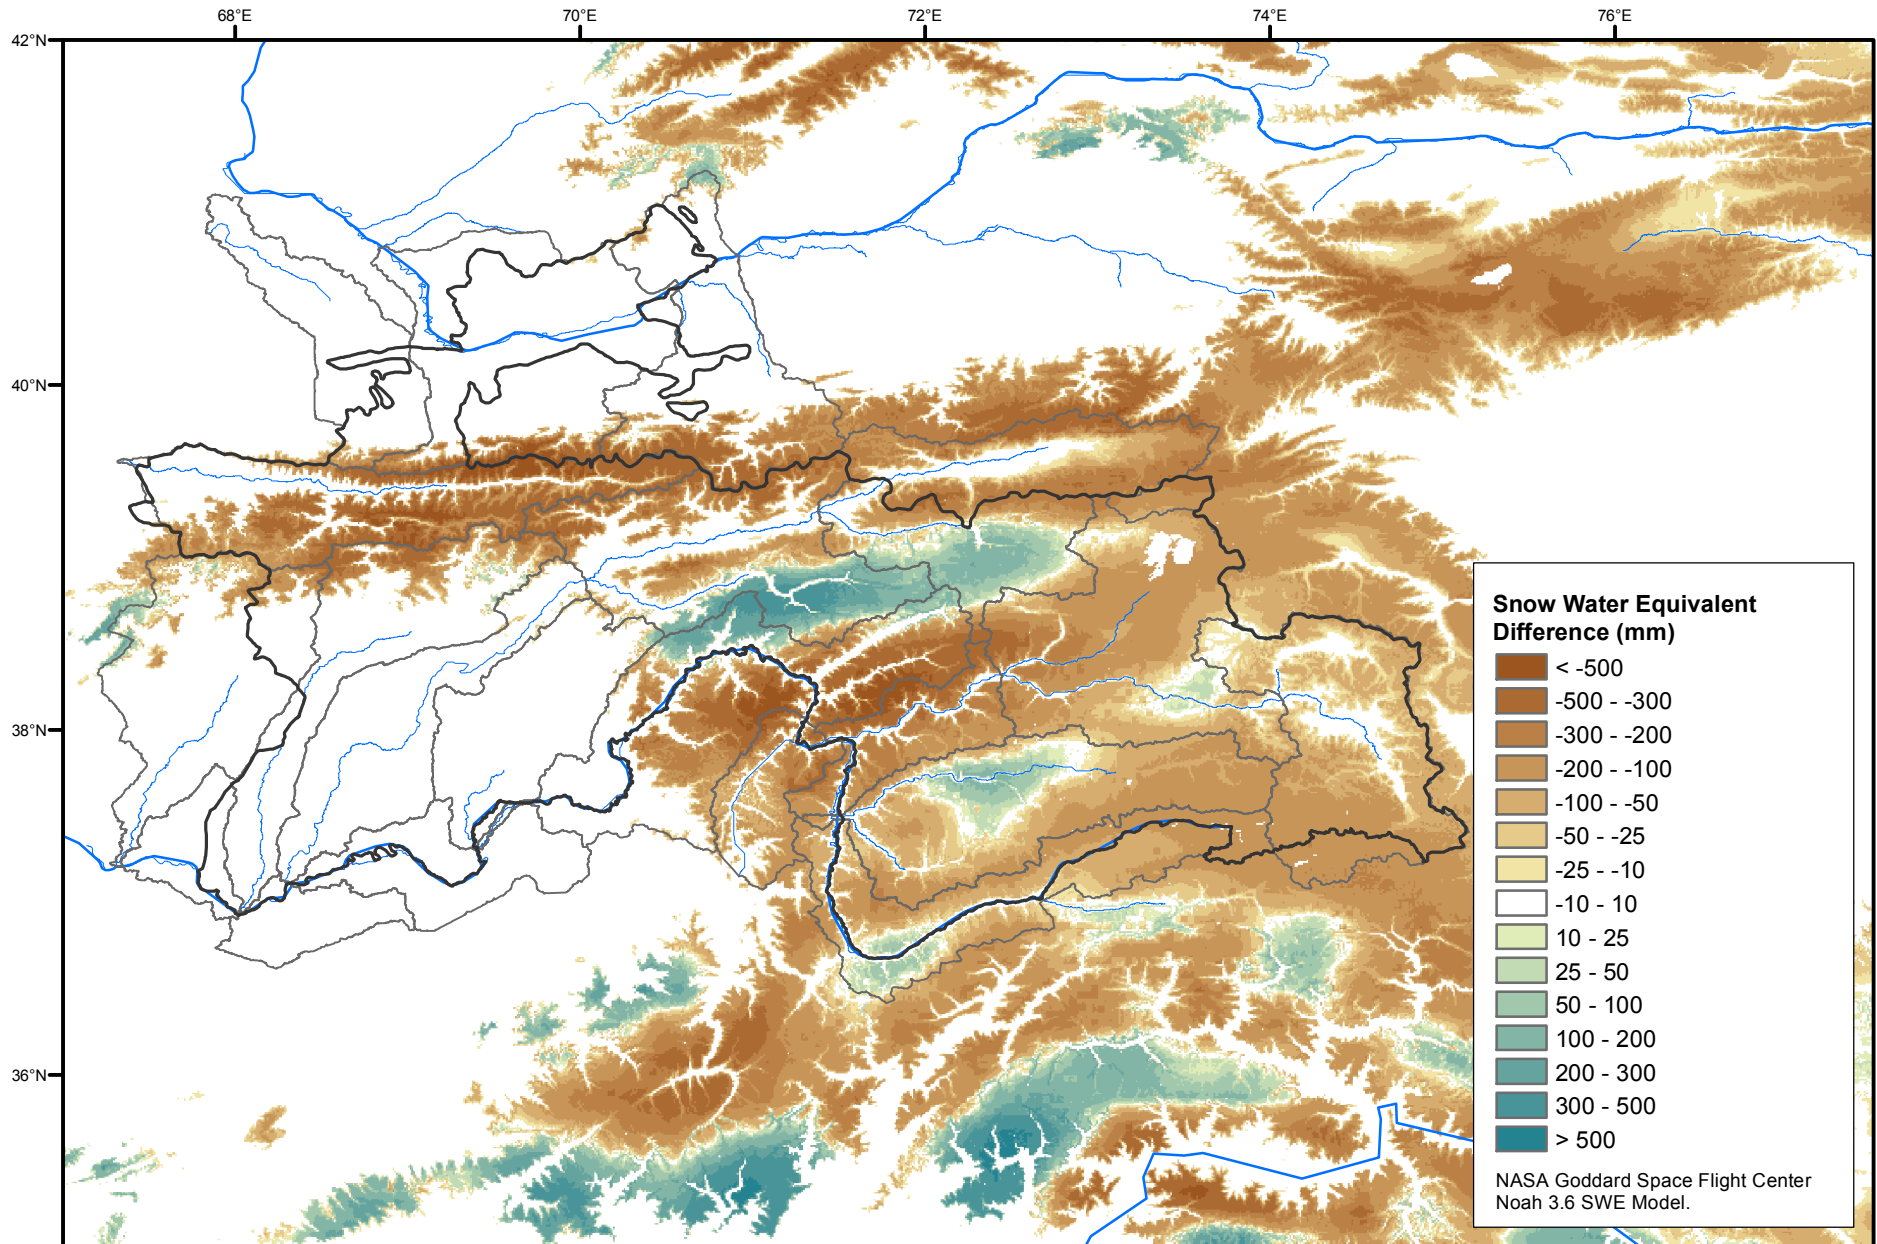 68°E
70°E
72°E
74°E
76°E
42°N
40°N
38°N
36°N
Snow Water Equivalent
Difference (mm)
< -500
-500 - -300
-300 - -200
-200 - -100
-100 - -50
-50 - -25
-25 - -10
-10 - 10
10 - 25
25 - 50
50 - 100
100 - 200
200 - 300
300 - 500
> 500
NASA Goddard Space Flight Center
Noah 3.6 SWE Model.